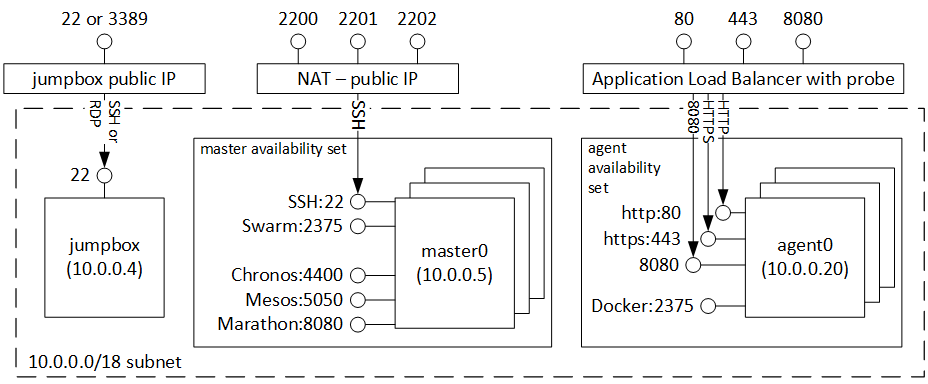 22 or 3389
2200
2201
2202
80
443
8080
jumpbox public IP
NAT – public IP
Application Load Balancer with probe
SSH or
RDP
SSH
8080
HTTPS
HTTP
master availability set
agent
availability
set
22
jumpbox
(10.0.0.4)
SSH:22
Swarm:2375
Chronos:4400
Mesos:5050
Marathon:8080
master0
(10.0.0.5)
http:80
https:443
8080
Docker:2375
agent0
(10.0.0.20)
10.0.0.0/18 subnet